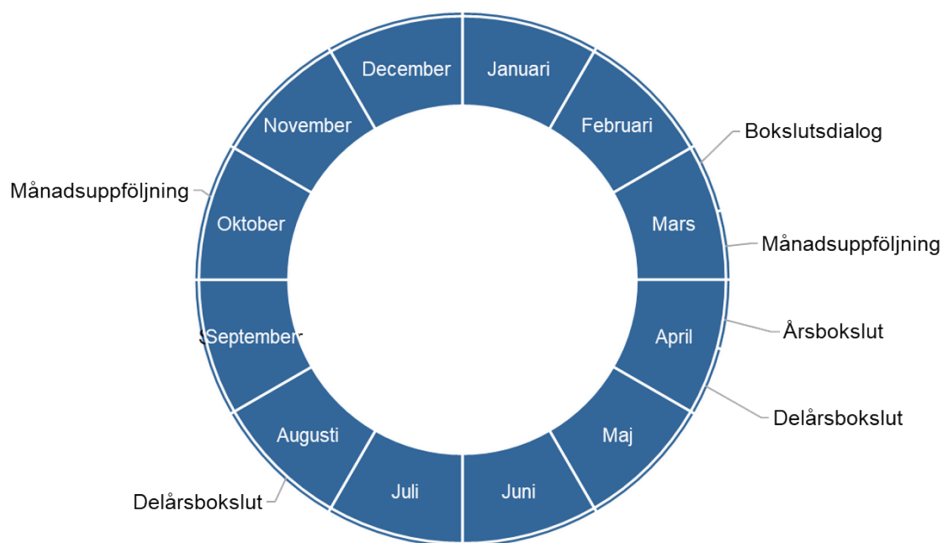 December
Januari
November
Februari
Bokslutsdialog
Månadsuppföljning
Oktober
Mars
Månadsuppföljning
September
April
Årsbokslut
Augusti
Maj
Delårsbokslut
Delårsbokslut
Juli
Juni